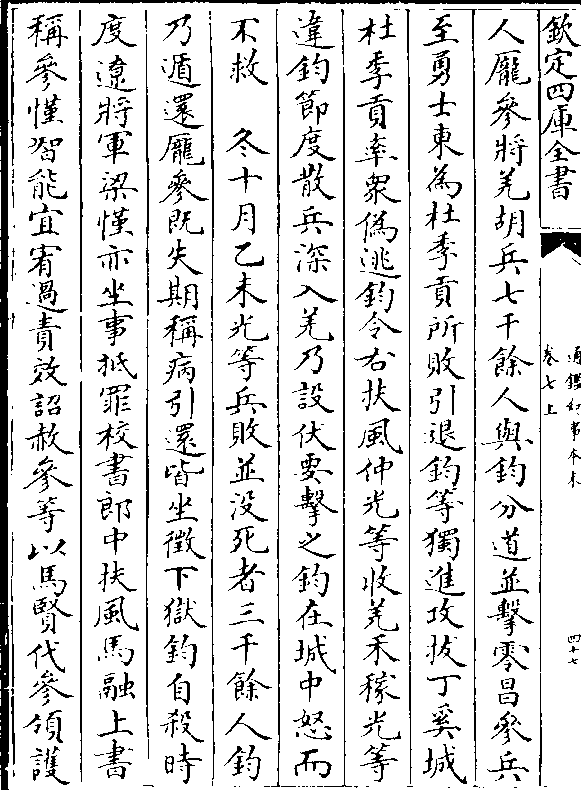 欽定四庫全書
通鑑紀事本末
卷七上
四十七
人龐參將羌胡兵七千餘人與鈞分道並擊零昌參兵
至勇士東為杜季貢所敗引退鈞等獨進攻拔丁奚城
杜季貢率衆偽逃鈞令右扶風仲光等收羌禾稼光等
違鈞節度散兵深入羌乃設伏要擊之鈞在城中怒而
不救　冬十月乙未光等兵敗並没死者三千餘人鈞
乃遁還龐參既失期稱病引還皆坐徵下獄鈞自殺時
度遼將軍梁慬亦坐事抵罪校書郎中扶風馬融上書
稱參慬智能宜宥過責效詔赦參等以馬賢代參領護